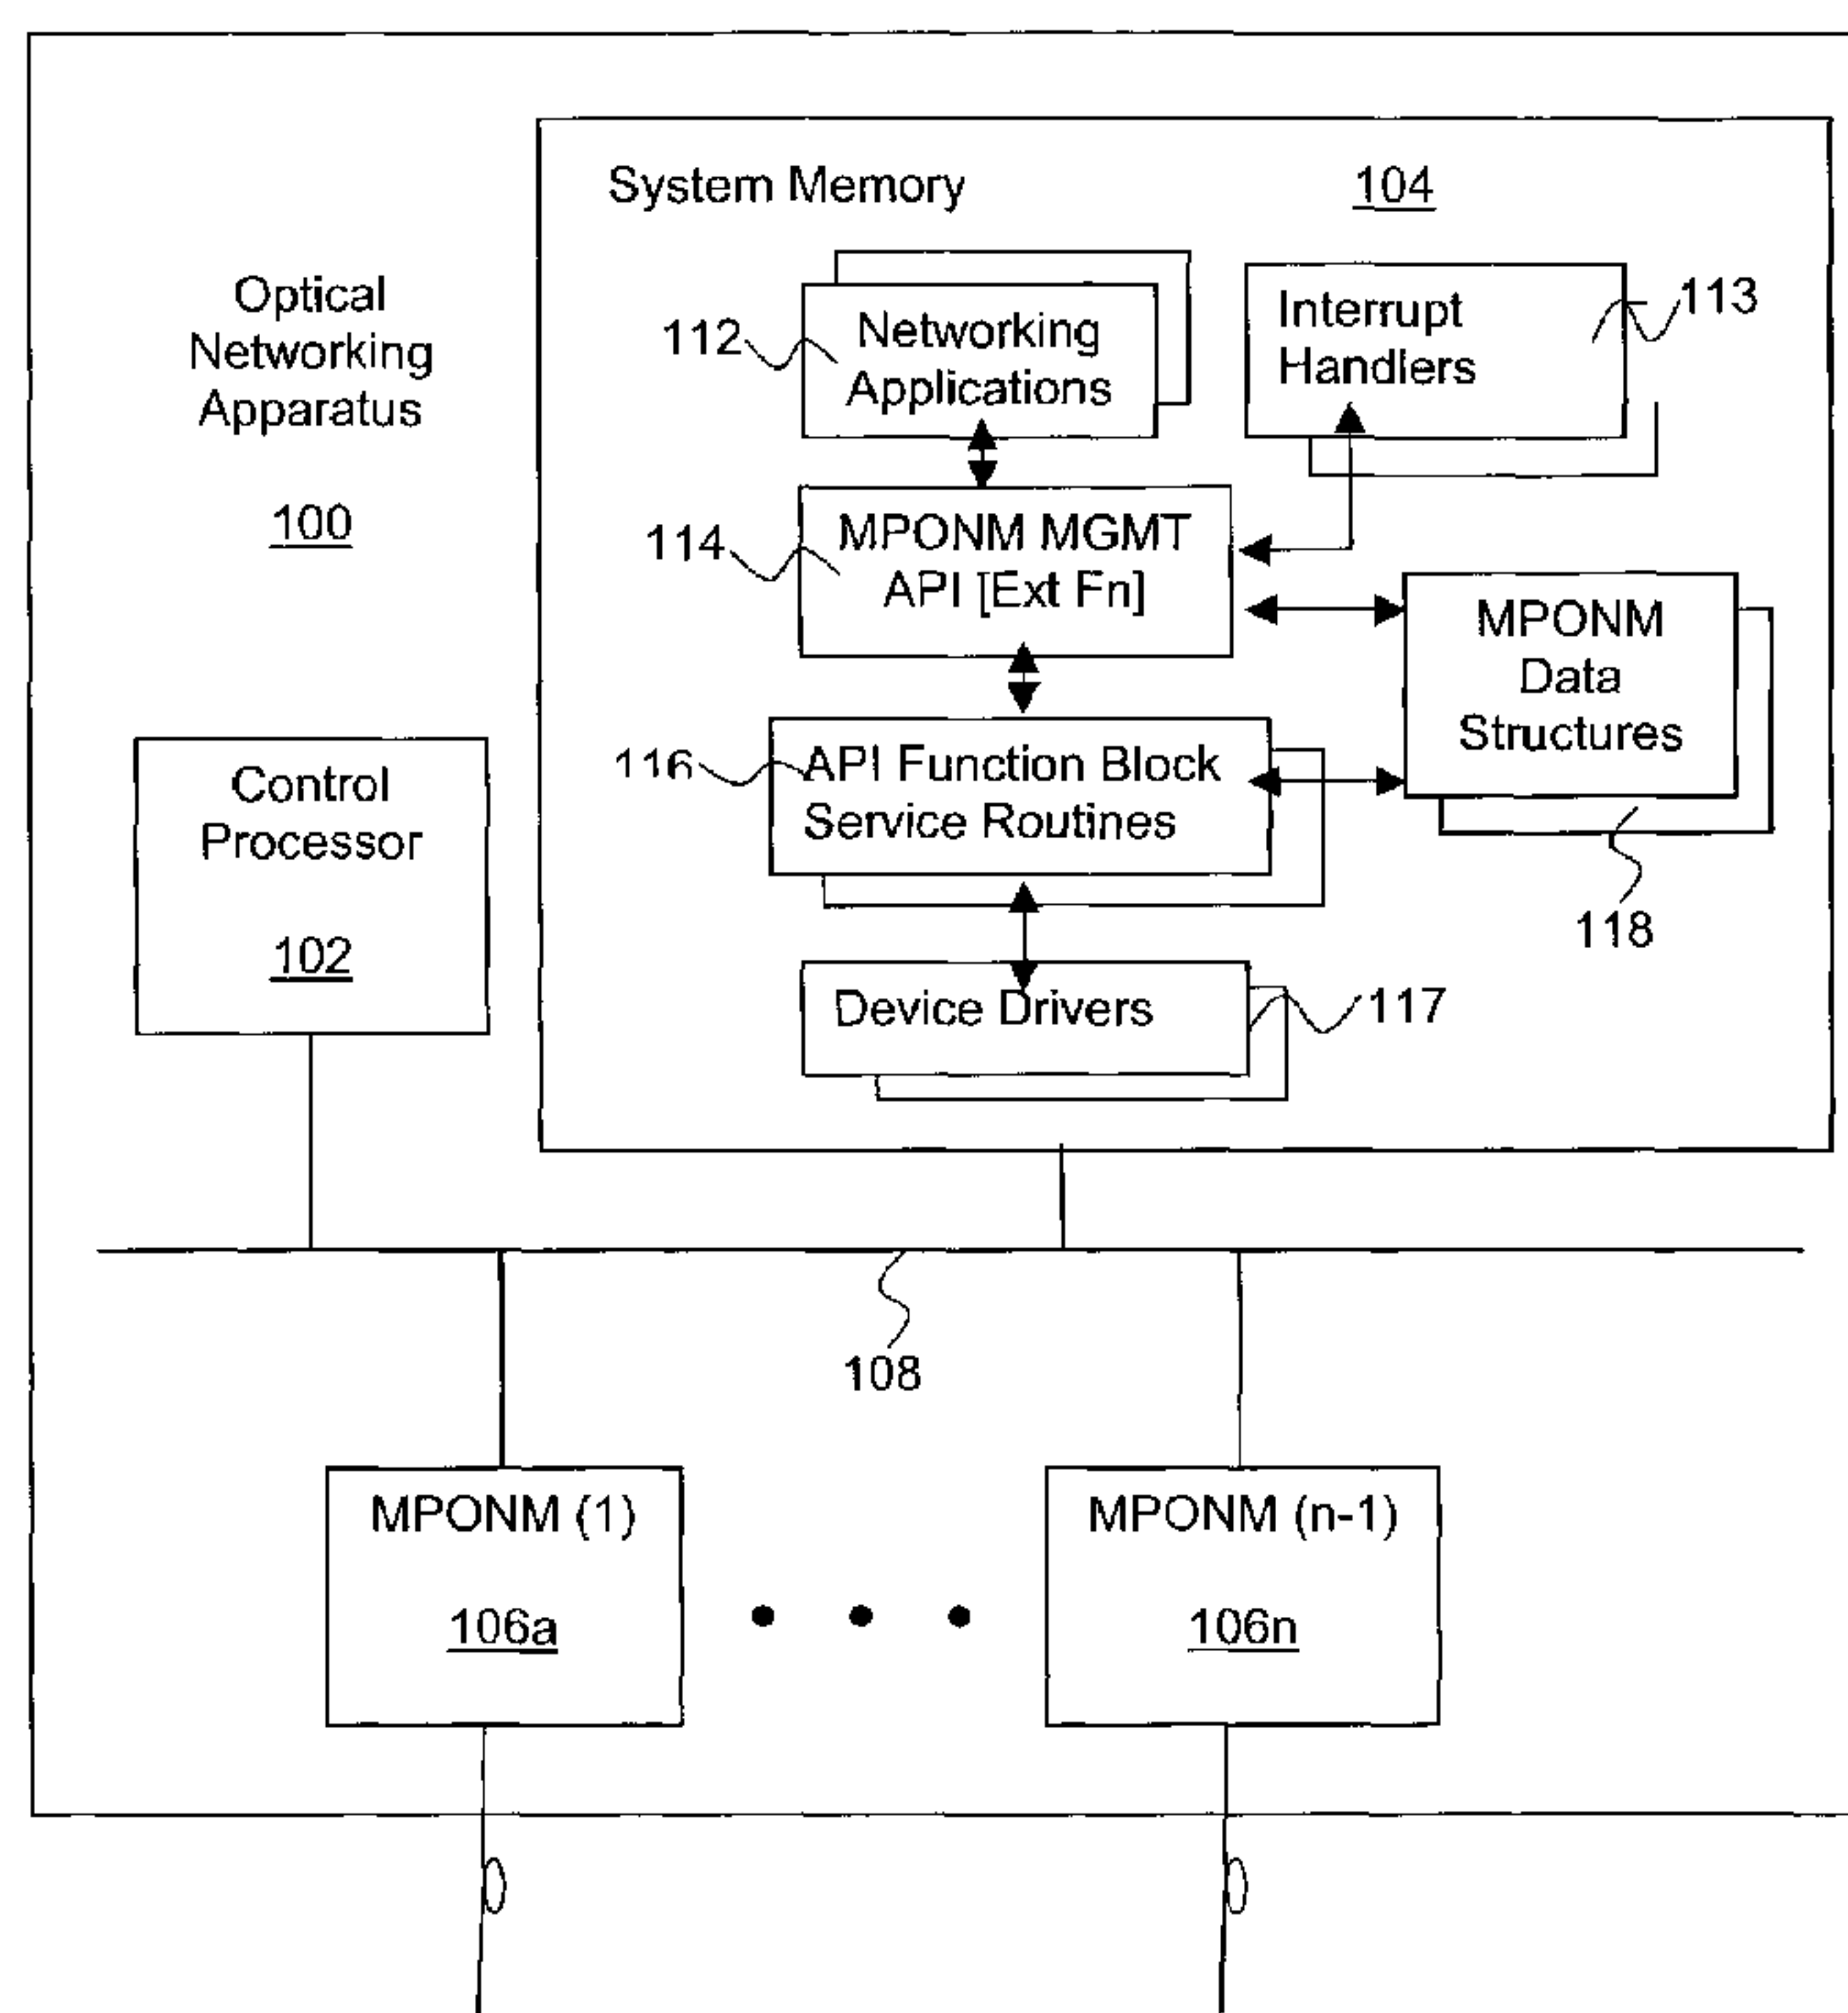 System Memory 104
Optical
Networking
Apparatus
100
112
Networking
Applications
Interrupt
Handlers
113
114
MPONM MGMT
API [Ext Fn]
MPONM
Data
Structures
118
116
API Function Block
Service Routines
Control
Processor
102
Device Drivers
117
108
MPONM (1)
106a
MPONM (n-1)
106n